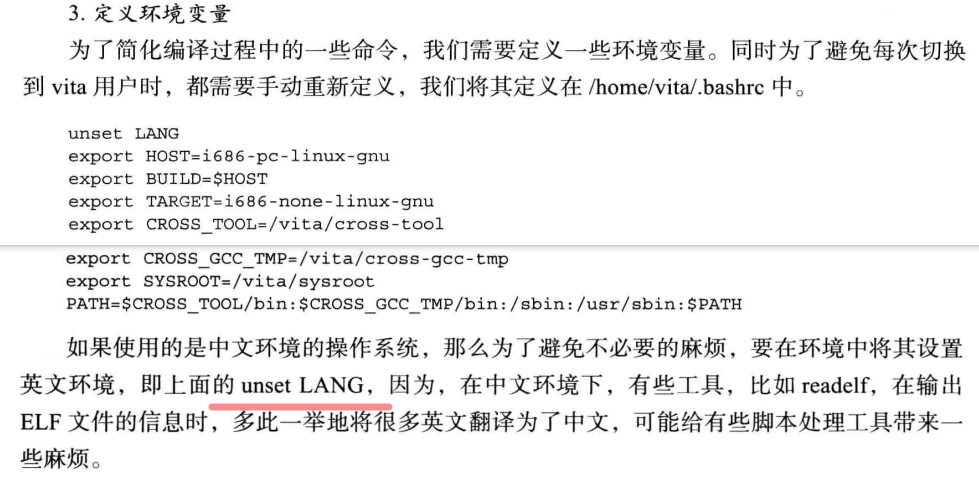 3. 定义环境变量
为了简化编译过程中的一些命令，我们需要定义一些环境变量。同时为了避免每次切换
到 vita 用户时，都需要手动重新定义，我们将其定义在 /home/vita/.bashrc 中。
unset LANG
export HOST=i686-pc-linux-gnu
export BUILD=$HOST
export TARGET=i686-none-linux-gnu
export CROSS_TOOL=/vita/cross-tool
export CROSS_GCC_TMP=/vita/cross-gcc-tmp
export SYSROOT=/vita/sysroot
PATH=$CROSS_TOOL/bin:$CROSS_GCC_TMP/bin:/sbin:/usr/sbin:$PATH
如果使用的是中文环境的操作系统，那么为了避免不必要的麻烦，要在环境中将其设置
英文环境，即上面的 unset LANG，因为，在中文环境下，有些工具，比如 readelf，在输出
ELF 文件的信息时，多此一举地将很多英文翻译为了中文，可能给有些脚本处理工具带来一
些麻烦。